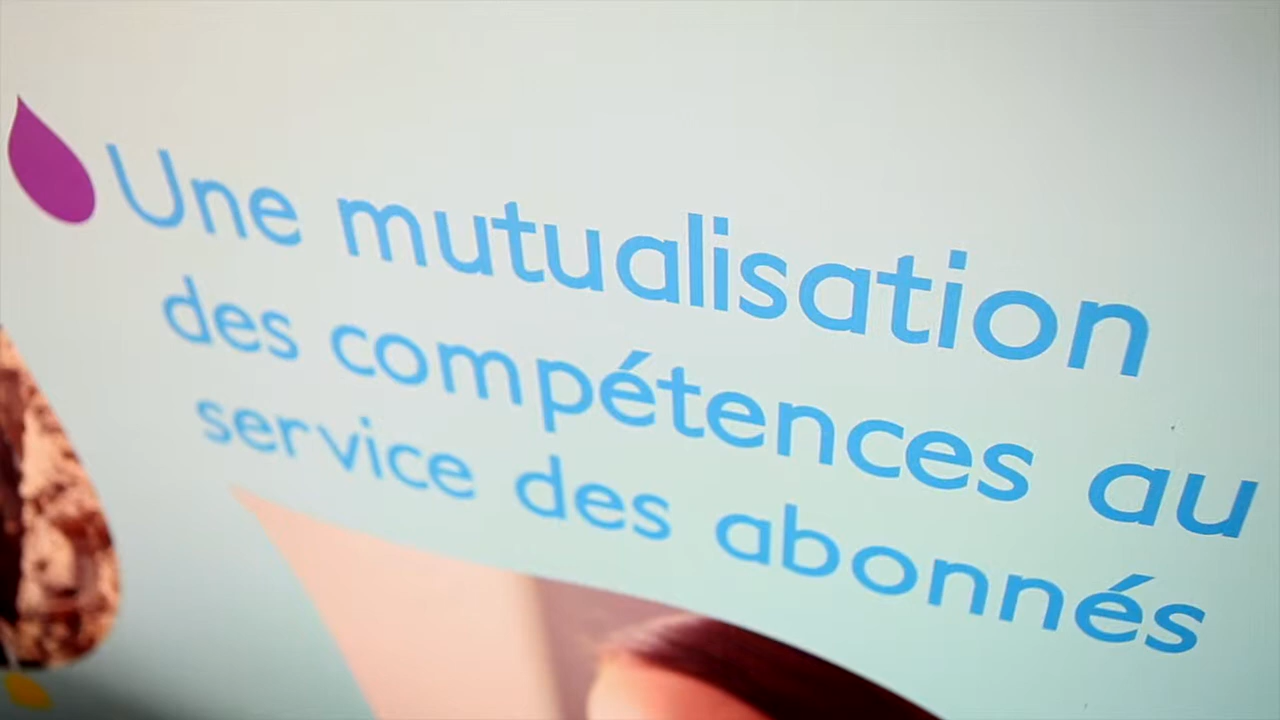 Une mutualisation
des compétences au
service des abonnés